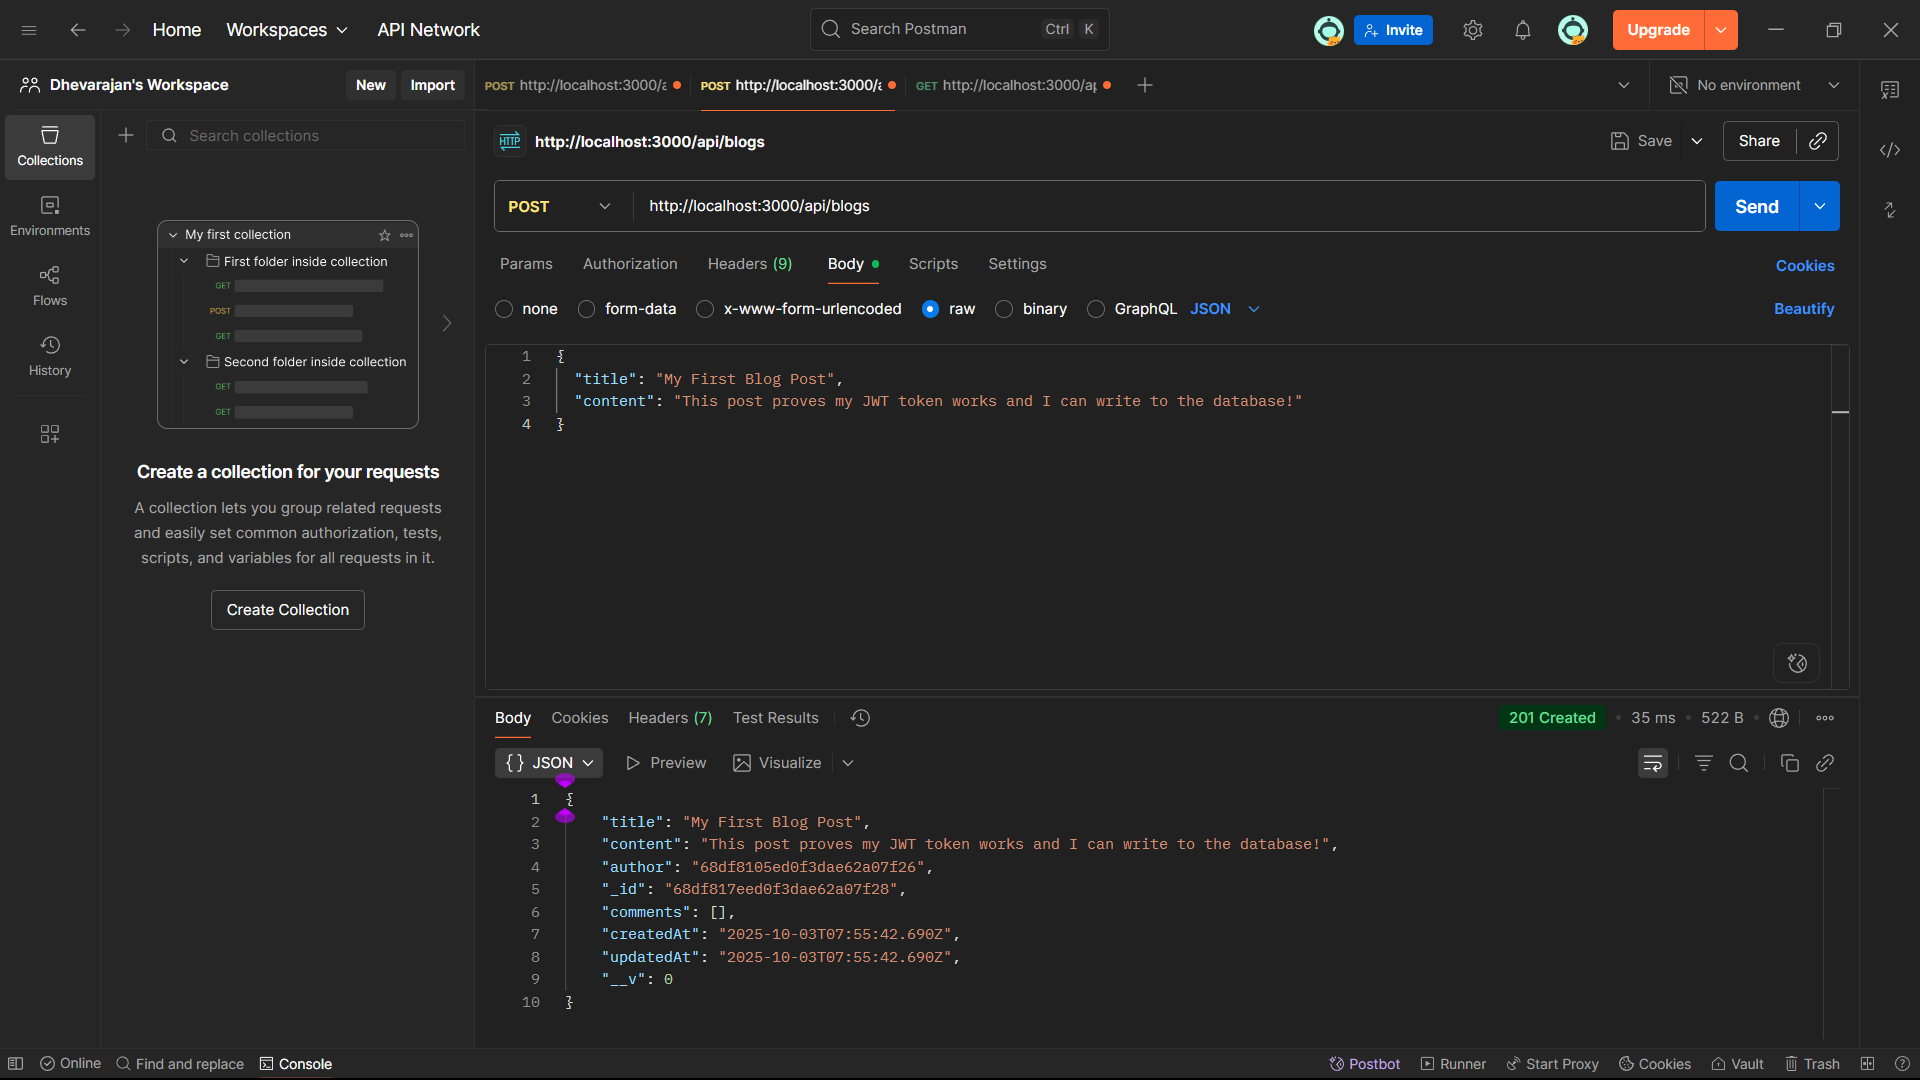 Home Workspaces API Network Search Postman Ctrl K Invite Upgrade
Dhevarajan's Workspace New Import POST http://localhost:3000/a POST http://localhost:3000/a GET http://localhost:3000/ap No environment
Collections
Search collections
HTTP http://localhost:3000/api/blogs Save Share
Environments
POST http://localhost:3000/api/blogs Send
My first collection
First folder inside collection
GET
POST
GET
Second folder inside collection
GET
GET
Flows
History
Params Authorization Headers (9) Body Scripts Settings Cookies
none form-data x-www-form-urlencoded raw binary GraphQL JSON Beautify
1 {
2 "title": "My First Blog Post",
3 "content": "This post proves my JWT token works and I can write to the database!"
4 }
Create a collection for your requests
A collection lets you group related requests
and easily set common authorization, tests,
scripts, and variables for all requests in it.
Create Collection
Body Cookies Headers (7) Test Results 201 Created 35 ms 522 B
{} JSON Preview Visualize
1 {
2 "title": "My First Blog Post",
3 "content": "This post proves my JWT token works and I can write to the database!",
4 "author": "68df8105ed0f3dae62a07f26",
5 "_id": "68df817eed0f3dae62a07f28",
6 "comments": [],
7 "createdAt": "2025-10-03T07:55:42.690Z",
8 "updatedAt": "2025-10-03T07:55:42.690Z",
9 "__v": 0
10 }
Online Find and replace Console Postbot Runner Start Proxy Cookies Vault Trash